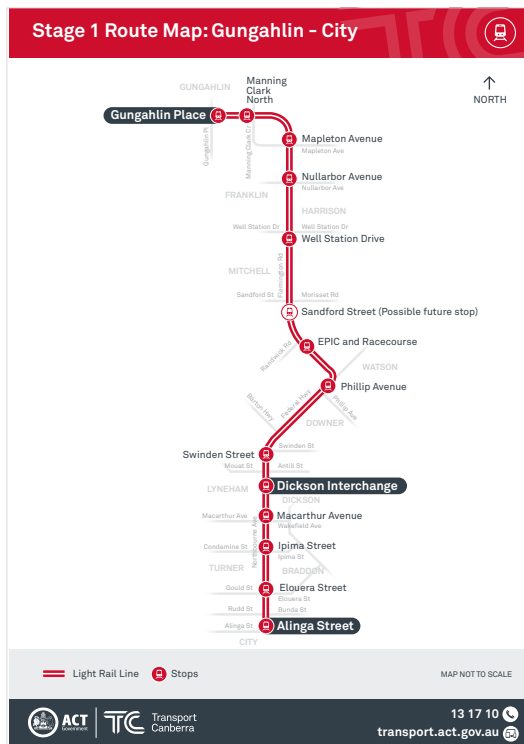 Stage 1 Route Map: Gungahlin - City
NORTH
GUNGAHLIN
Manning
Clark
North
Gungahlin Place
Gungahlin Pl
Manning Clark Cr
Mapleton Avenue
Mapleton Ave
Nullarbor Avenue
Nullarbor Ave
FRANKLIN
HARRISON
Well Station Dr
Well Station Dr
Well Station Drive
Flemington Rd
MITCHELL
Sandford St
Morisset Rd
Sandford Street (Possible future stop)
EPIC and Racecourse
Randwick Rd
WATSON
Phillip Avenue
Phillip Ave
Federal Hwy
Barton Hwy
DOWNER
Swinden St
Swinden Street
Mouat St
Antill St
LYNEHAM
Dickson Interchange
DICKSON
Macarthur Ave
Macarthur Avenue
Wakefield Ave
Northbourne Ave
Condamine St
Ipima Street
Ipima St
TURNER
BRADDON
Gould St
Elouera Street
Elouera St
Rudd St
Bunda St
Alinga St
Alinga Street
CITY
Light Rail Line
Stops
MAP NOT TO SCALE
ACT
Government
TC
Transport
Canberra
13 17 10
transport.act.gov.au